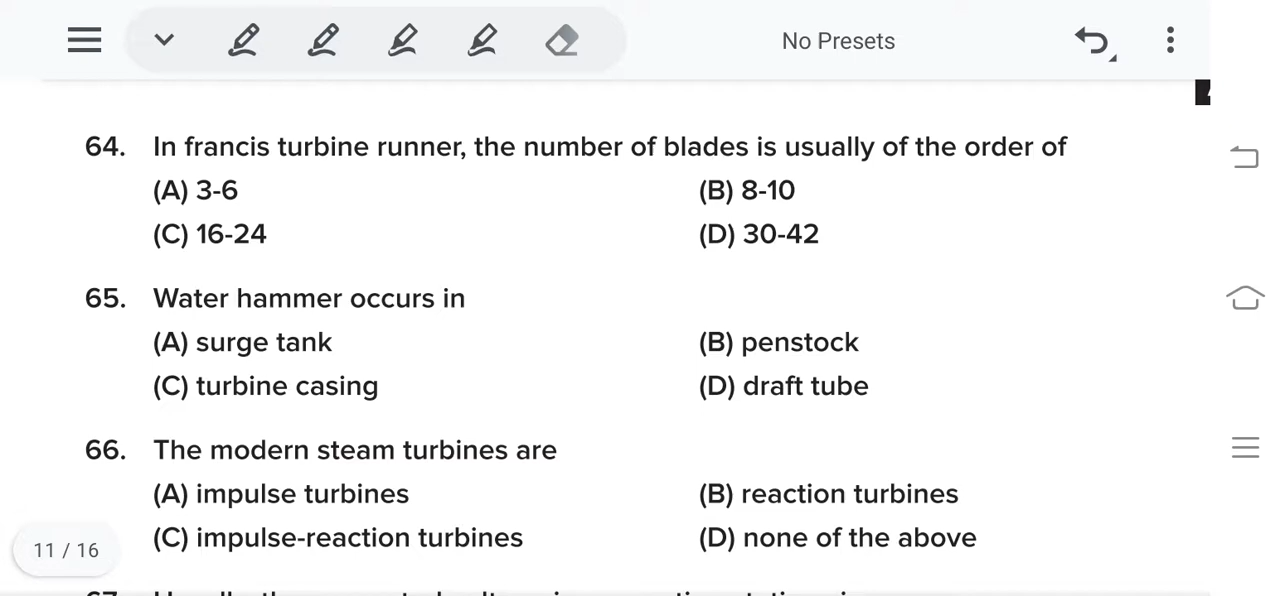 No Presets
64. In francis turbine runner, the number of blades is usually of the order of
(A) 3-6 (B) 8-10
(C) 16-24 (D) 30-42
65. Water hammer occurs in
(A) surge tank (B) penstock
(C) turbine casing (D) draft tube
66. The modern steam turbines are
(A) impulse turbines (B) reaction turbines
(C) impulse-reaction turbines (D) none of the above
11 / 16